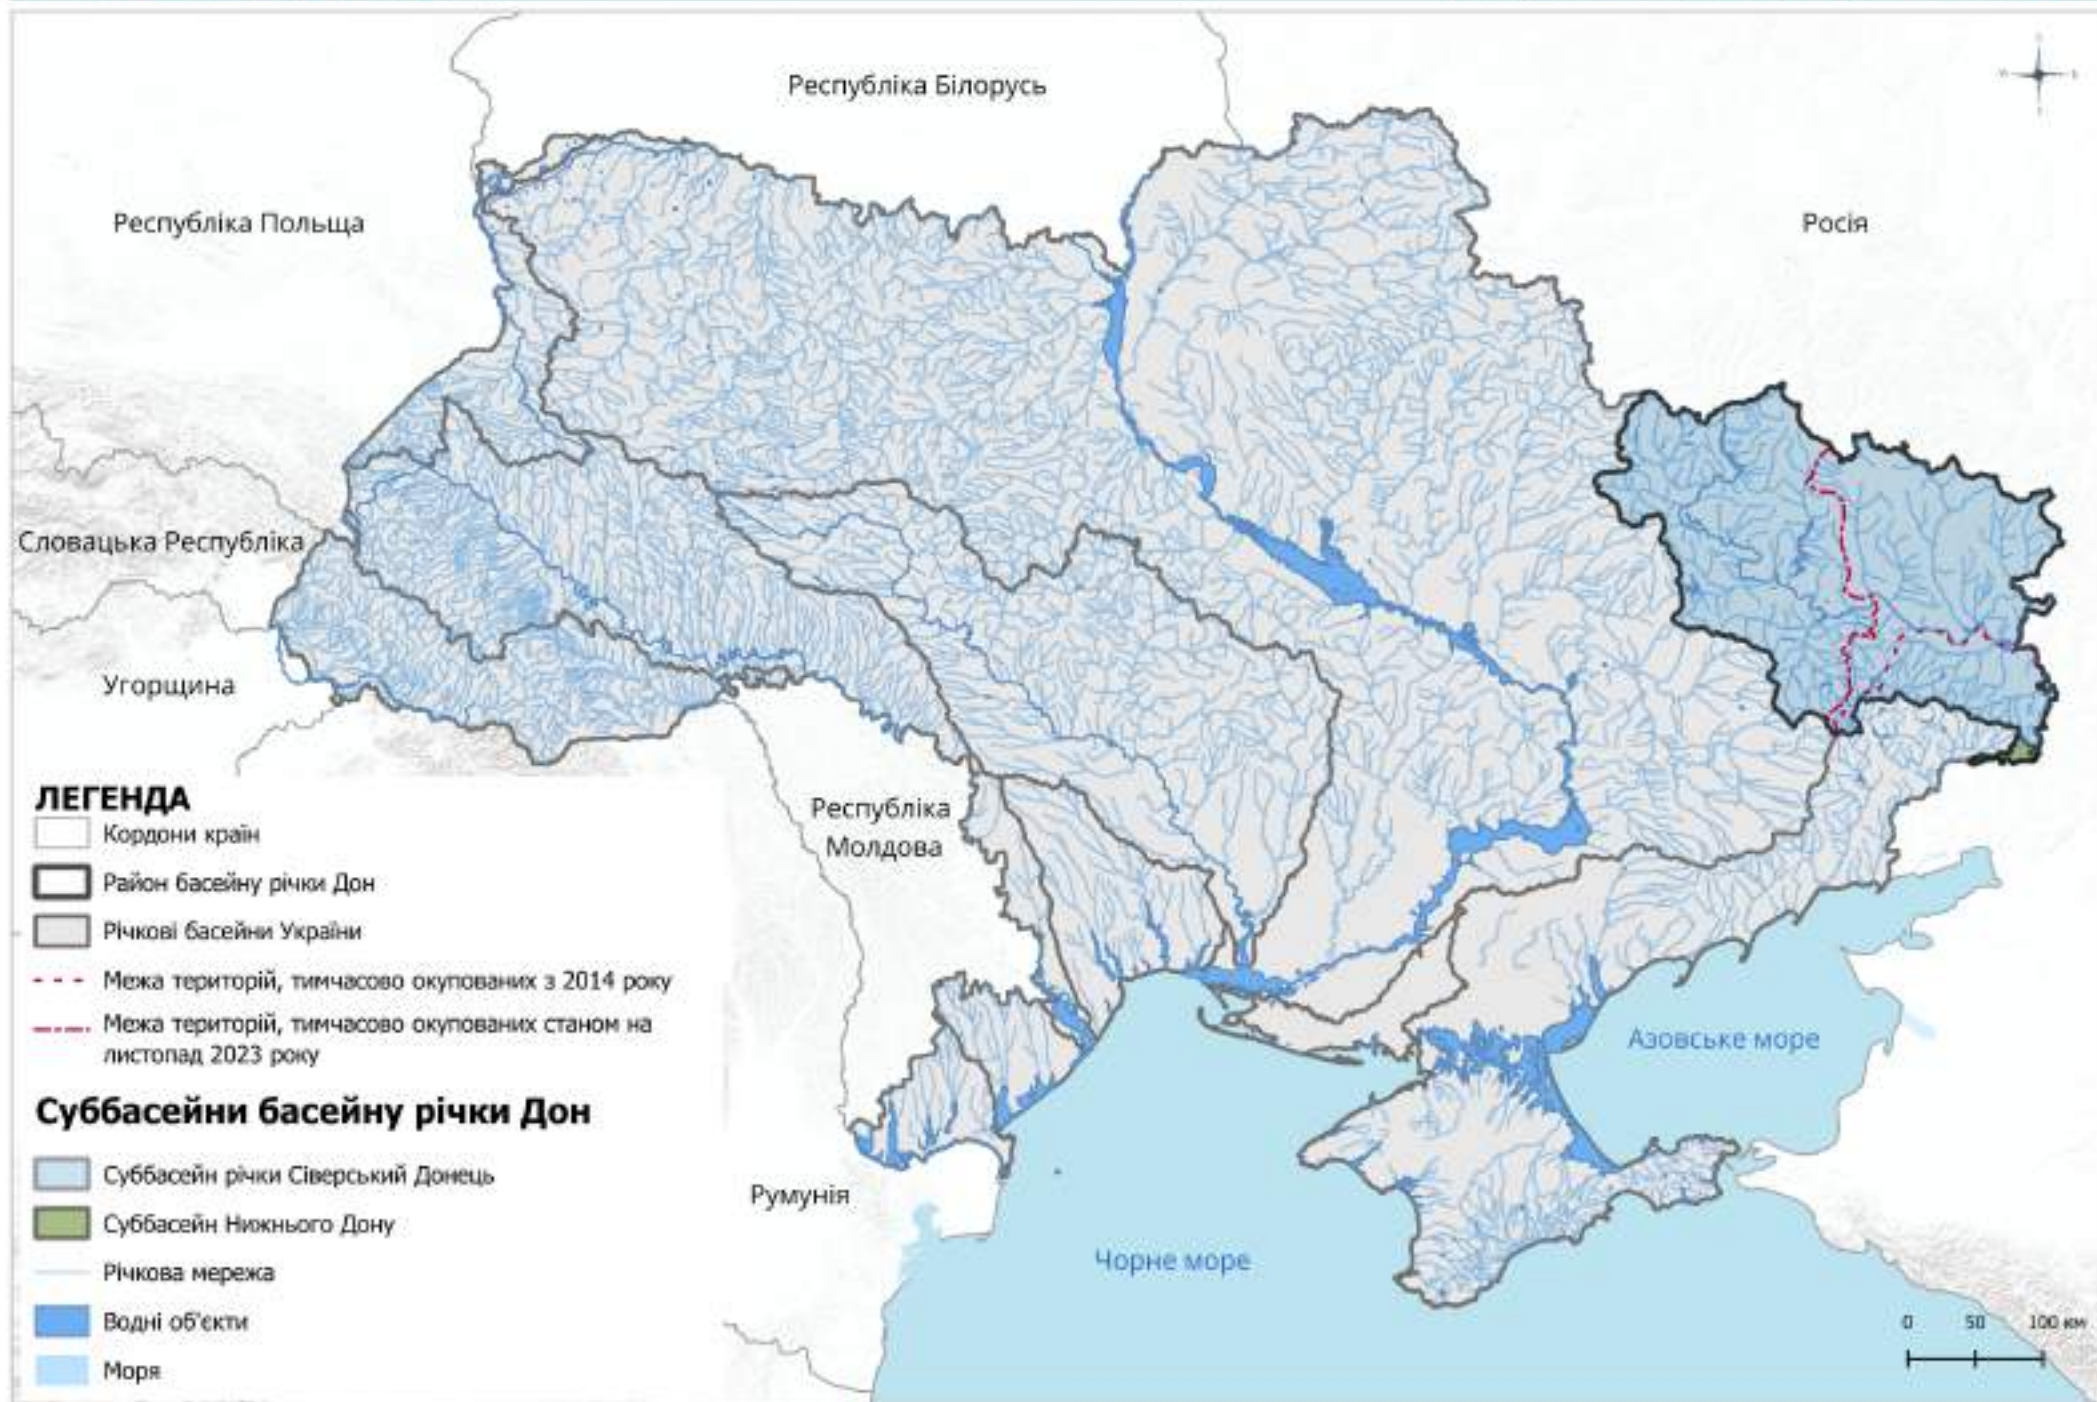 Республіка Білорусь
Республіка Польща
Росія
Словацька Республіка
Угорщина
Республіка
Молдова
Румунія
Азовське море
Чорне море
ЛЕГЕНДА
Кордони країн
Район басейну річки Дон
Річкові басейни України
Межа територій, тимчасово окупованих з 2014 року
Межа територій, тимчасово окупованих станом на
листопад 2023 року
Суббасейни басейну річки Дон
Суббасейн річки Сіверський Донець
Суббасейн Нижнього Дону
Річкова мережа
Водні об'єкти
Моря
0 50 100 км